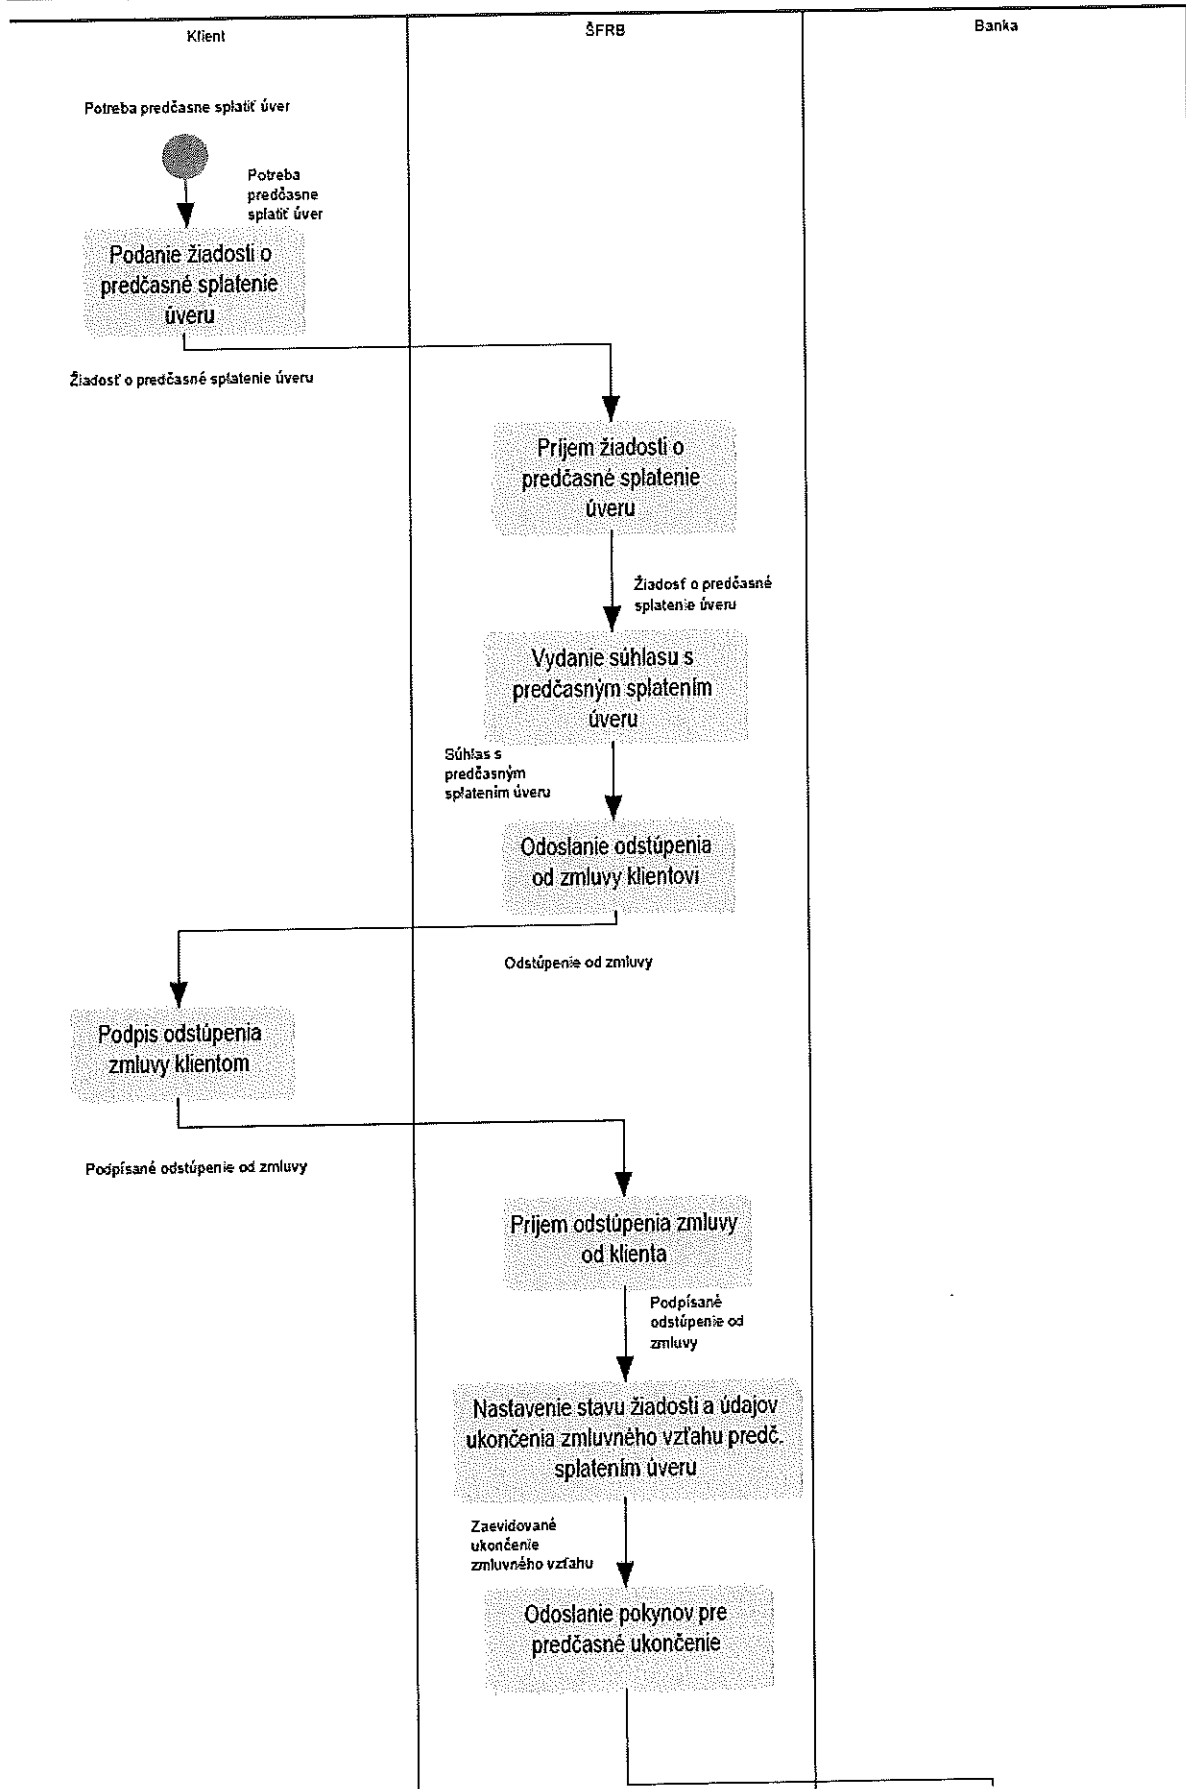 Klient
ŠFRB
Banka
Potreba predčasne splatiť úver
Potreba
predčasne
splatiť úver
Podanie žiadosti o
predčasné splatenie
úveru
Žiadosť o predčasné splatenie úveru
Príjem žiadosti o
predčasné splatenie
úveru
Žiadosť o predčasné
splatenie úveru
Vydanie súhlasu s
predčasným splatením
úveru
Súhlas s
predčasným
splatením úveru
Odoslanie odstúpenia
od zmluvy klientovi
Odstúpenie od zmluvy
Podpis odstúpenia
zmluvy klientom
Podpísané odstúpenie od zmluvy
Príjem odstúpenia zmluvy
od klienta
Podpísané
odstúpenie od
zmluvy
Nastavenie stavu žiadosti a údajov
ukončenia zmluvného vzťahu predč.
splatením úveru
Zaevidované
ukončenie
zmluvného vzťahu
Odoslanie pokynov pre
predčasné ukončenie